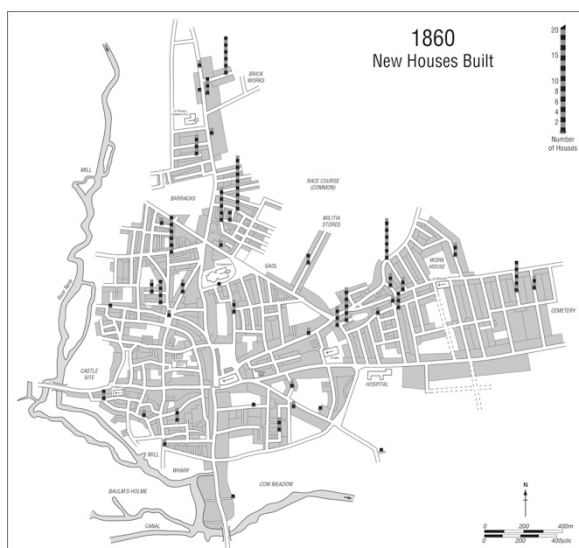 1860
New Houses Built
20
15
10
8
6
4
2
Number
of Houses
BRICK
WORKS
MILL
RACE COURSE
(COMMON)
BARRACKS
MILITIA
STORES
GAOL
WORK
HOUSE
River Nene
CEMETERY
CASTLE
SITE
HOSPITAL
MILL
WHARF
COW MEADOW
BAULM'S HOLME
CANAL
N
0 200 400m
0 200 400yds